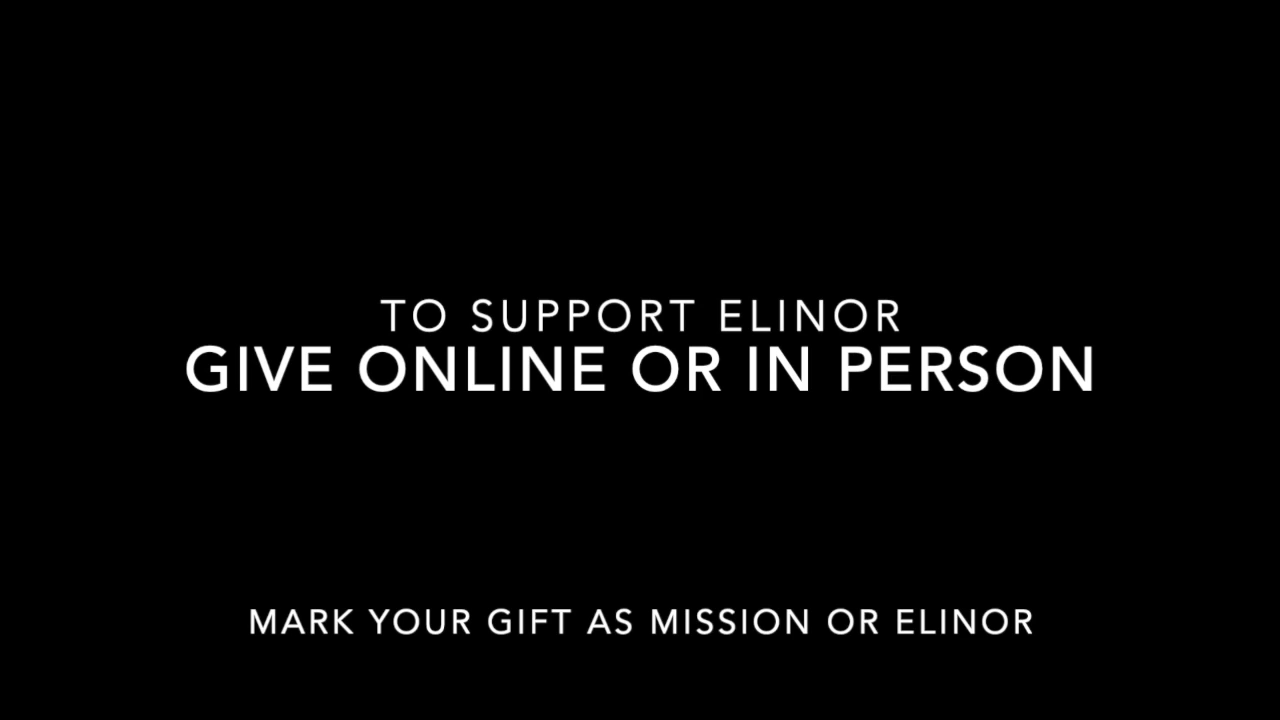 TO SUPPORT ELINOR
GIVE ONLINE OR IN PERSON
MARK YOUR GIFT AS MISSION OR ELINOR